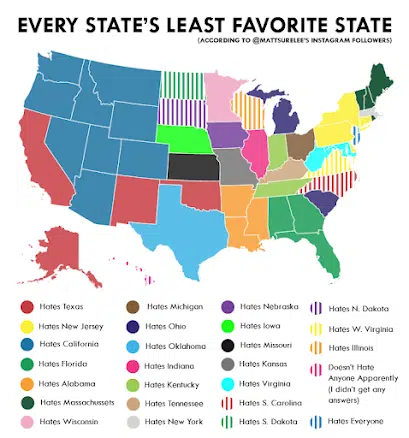 EVERY STATE'S LEAST FAVORITE STATE
(ACCORDING TO @MATTSURELEE'S INSTAGRAM FOLLOWERS)
Hates Texas
Hates New Jersey
Hates California
Hates Florida
Hates Alabama
Hates Massachussets
Hates Wisconsin
Hates Michigan
Hates Ohio
Hates Oklahoma
Hates Indiana
Hates Kentucky
Hates Tennessee
Hates New York
Hates Nebraska
Hates Iowa
Hates Missouri
Hates Kansas
Hates Virginia
Hates S. Carolina
Hates S. Dakota
Hates N. Dakota
Hates W. Virginia
Hates Illinois
Doesn't Hate
Anyone Apparently
(I didn't get any
answers)
Hates Everyone